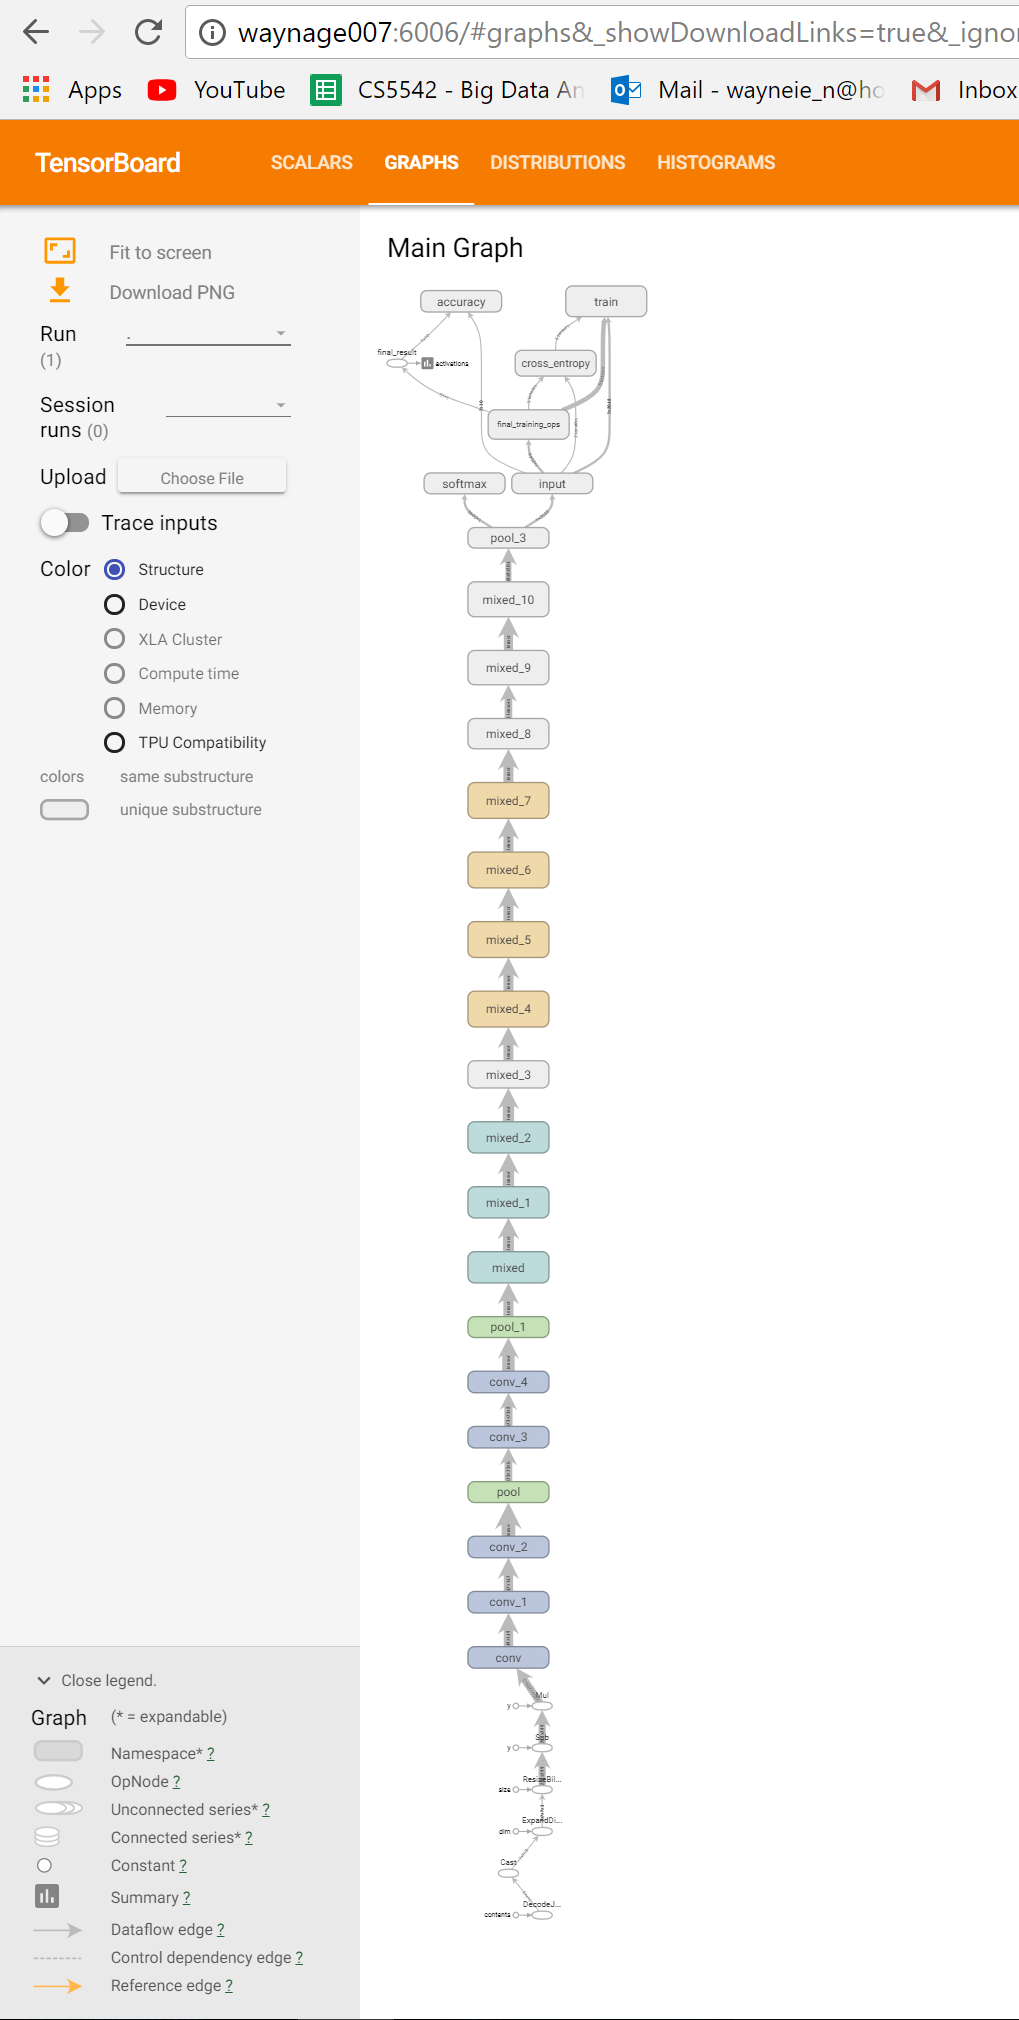 waynage007:6006/#graphs&_showDownloadLinks=true&_igno
Apps YouTube CS5542 - Big Data An Mail - wayneie_n@ho Inbox
TensorBoard SCALARS GRAPHS DISTRIBUTIONS HISTOGRAMS
Fit to screen
Download PNG
Run
(1)
.
Session
runs (0)
Upload Choose File
Trace inputs
Color Structure
Device
XLA Cluster
Compute time
Memory
TPU Compatibility
colors same substructure
unique substructure
Close legend.
Graph (* = expandable)
Namespace* ?
OpNode ?
Unconnected series* ?
Connected series* ?
Constant ?
Summary ?
Dataflow edge ?
Control dependency edge ?
Reference edge ?
Main Graph
accuracy train
final_result
activations
cross_entropy
final_training_ops
softmax input
pool_3
mixed_10
mixed_9
mixed_8
mixed_7
mixed_6
mixed_5
mixed_4
mixed_3
mixed_2
mixed_1
mixed
pool_1
conv_4
conv_3
pool
conv_2
conv_1
conv
Mul
y
Sub
y
ResizeBil...
size
ExpandDi...
dim
Cast
DecodeJ...
contents